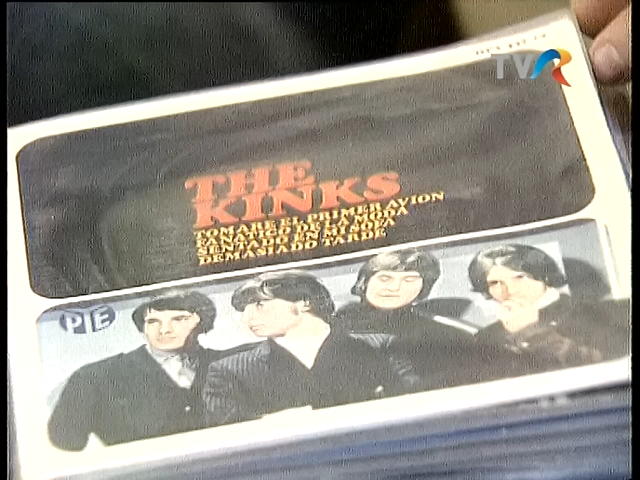 TVR
THE
KINKS
TOMARE EL PRIMER AVION
FANATICO DE LA MODA
SENTADO EN MI SOFA
DEMASIADO TARDE
PYE